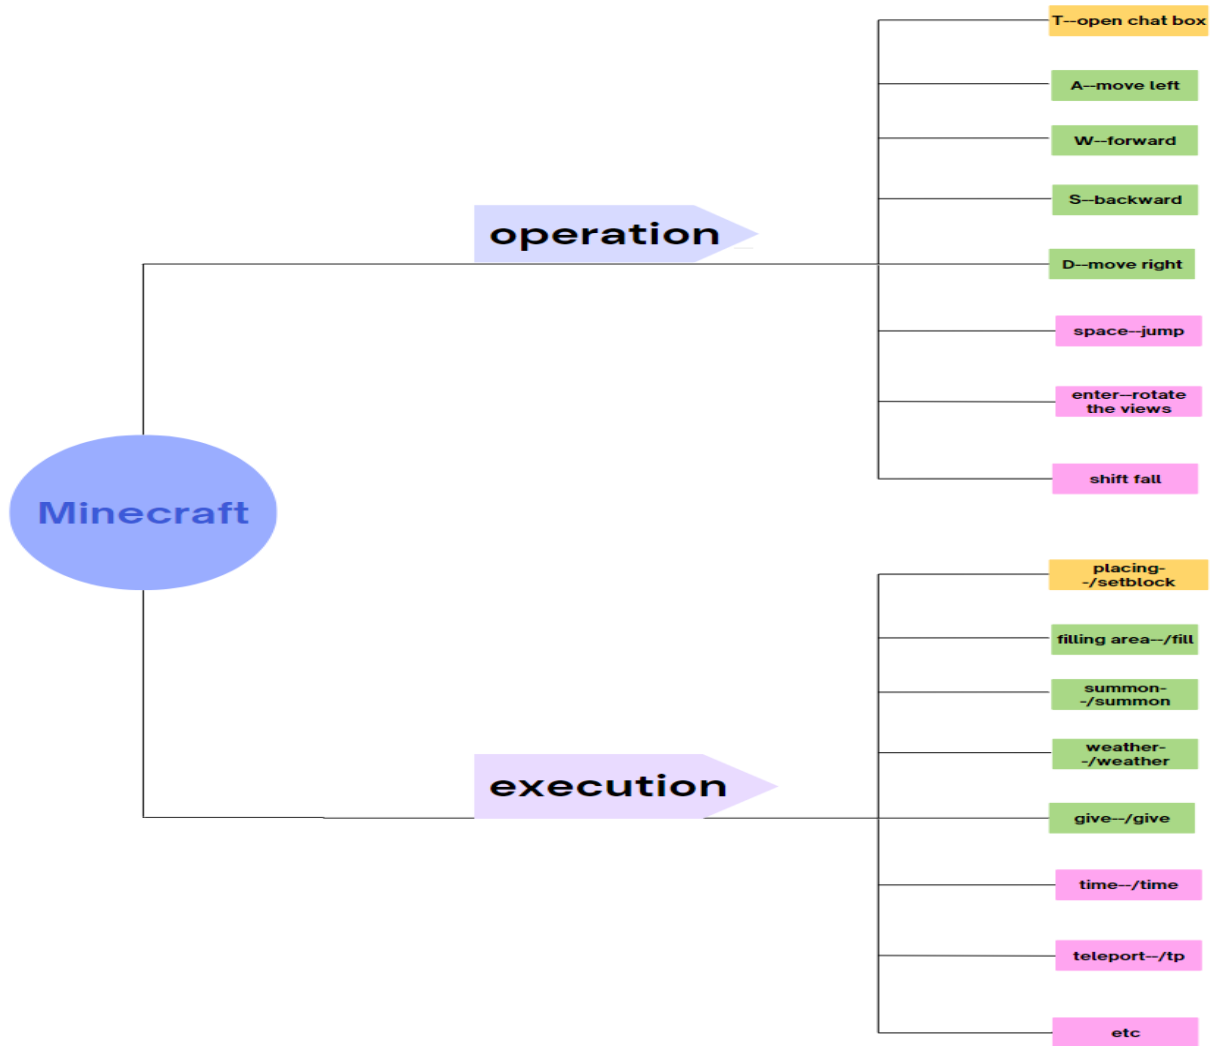 T--open chat box
A--move left
W--forward
S--backward
operation
D--move right
space--jump
enter--rotate
the views
shift fall
Minecraft
placing-
-/setblock
filling area--/fill
summon-
-/summon
weather-
-/weather
execution
give--/give
time--/time
teleport--/tp
etc